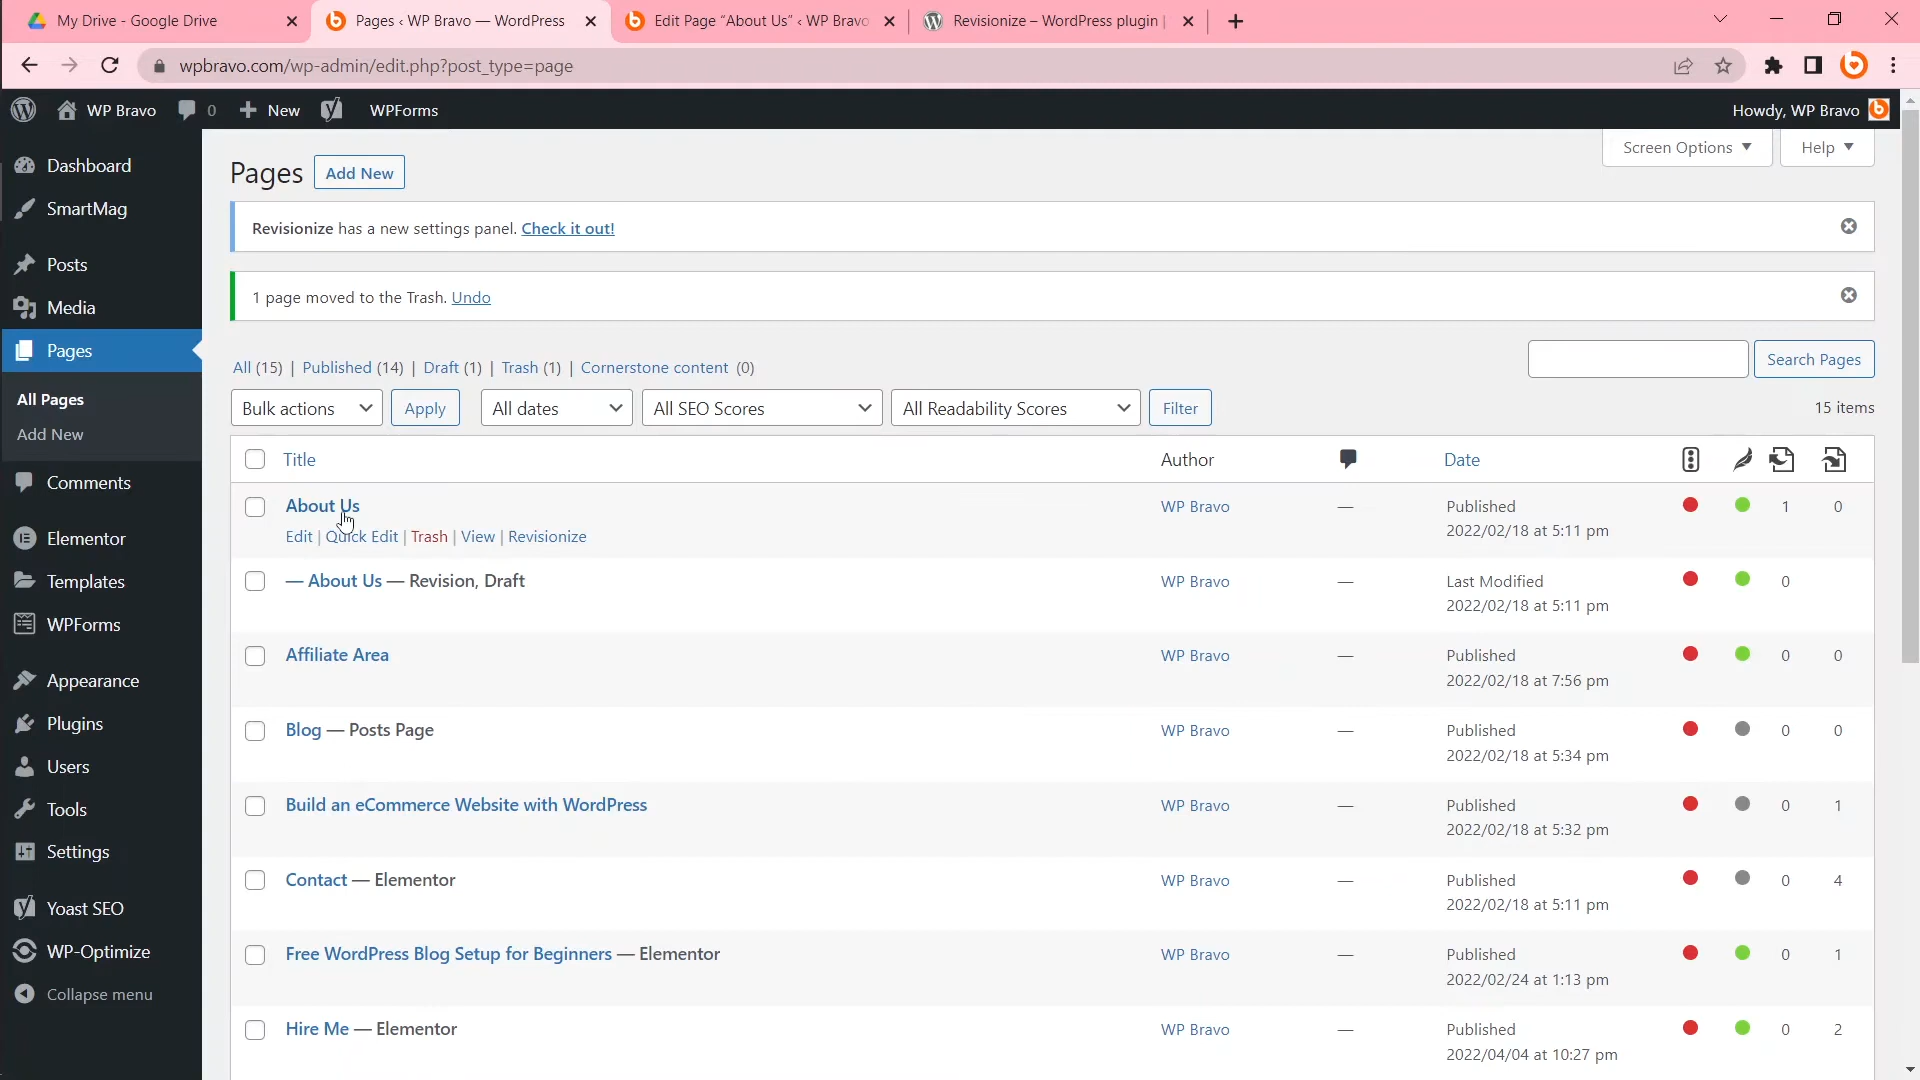 My Drive - Google Drive
Pages ‹ WP Bravo — WordPress
Edit Page “About Us” ‹ WP Bravo
Revisionize – WordPress plugin |
wpbravo.com/wp-admin/edit.php?post_type=page
WP Bravo 0 New WPForms
Howdy, WP Bravo
Dashboard
SmartMag
Posts
Media
Pages
All Pages
Add New
Comments
Elementor
Templates
WPForms
Appearance
Plugins
Users
Tools
Settings
Yoast SEO
WP-Optimize
Collapse menu
Screen Options Help
Pages Add New
Revisionize has a new settings panel. Check it out!
1 page moved to the Trash. Undo
All (15) | Published (14) | Draft (1) | Trash (1) | Cornerstone content (0)
Search Pages
Bulk actions Apply All dates All SEO Scores All Readability Scores Filter
15 items
Title Author Date
About Us WP Bravo — Published 1 0
Edit | Quick Edit | Trash | View | Revisionize 2022/02/18 at 5:11 pm
— About Us — Revision, Draft WP Bravo — Last Modified 0
2022/02/18 at 5:11 pm
Affiliate Area WP Bravo — Published 0 0
2022/02/18 at 7:56 pm
Blog — Posts Page WP Bravo — Published 0 0
2022/02/18 at 5:34 pm
Build an eCommerce Website with WordPress WP Bravo — Published 0 1
2022/02/18 at 5:32 pm
Contact — Elementor WP Bravo — Published 0 4
2022/02/18 at 5:11 pm
Free WordPress Blog Setup for Beginners — Elementor WP Bravo — Published 0 1
2022/02/24 at 1:13 pm
Hire Me — Elementor WP Bravo — Published 0 2
2022/04/04 at 10:27 pm